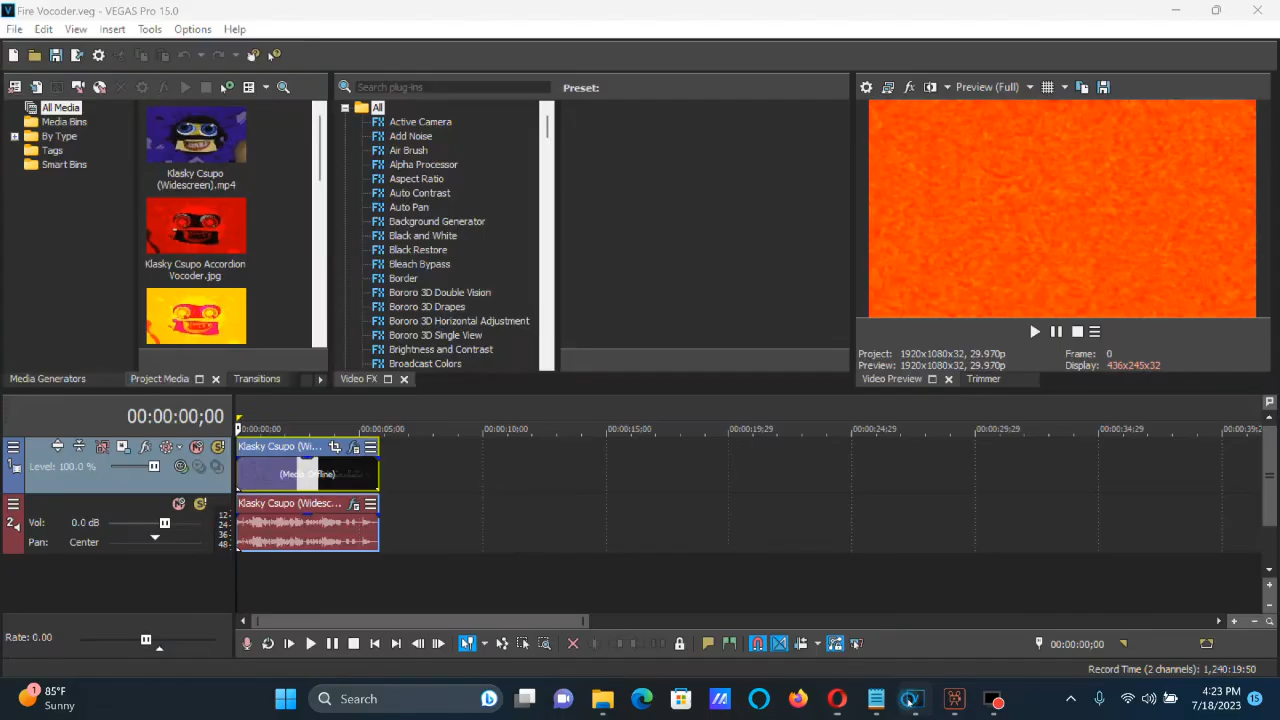 Fire Vocoder.veg - VEGAS Pro 15.0
File Edit View Insert Tools Options Help
Search plug-ins
Preset:
Preview (Full)
All Media
Media Bins
By Type
Tags
Smart Bins
Klasky Csupo
(Widescreen).mp4
Klasky Csupo Accordion
Vocoder.jpg
All
Active Camera
Add Noise
Air Brush
Alpha Processor
Aspect Ratio
Auto Contrast
Auto Pan
Background Generator
Black and White
Black Restore
Bleach Bypass
Border
Bororo 3D Double Vision
Bororo 3D Drapes
Bororo 3D Horizontal Adjustment
Bororo 3D Single View
Brightness and Contrast
Broadcast Colors
Project: 1920x1080x32, 29.970p Frame: 0
Preview: 1920x1080x32, 29.970p Display: 436x245x32
Media Generators Project Media Transitions Video FX Video Preview Trimmer
00:00:00;00
00:00:00;00 00:00:05;00 00:00:10;00 00:00:15;00 00:00:19;29 00:00:24;29 00:00:29;29 00:00:34;29 00:00:39;2
Klasky Csupo (Wi...
1
Level: 100.0 %
(Media Offline)
Klasky Csupo (Widesc...
2
Vol: 0.0 dB
Pan: Center
12
24
36
48
Rate: 0.00
00:00:00;00
Record Time (2 channels): 1,240:19:50
1
85°F
Sunny
Search
4:23 PM
7/18/2023
15